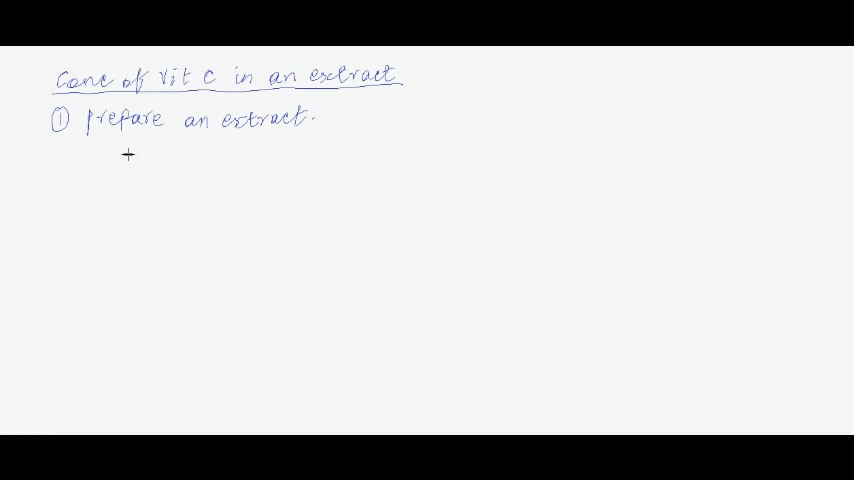 Conc of Vit C in an extract.
① prepare an extract.